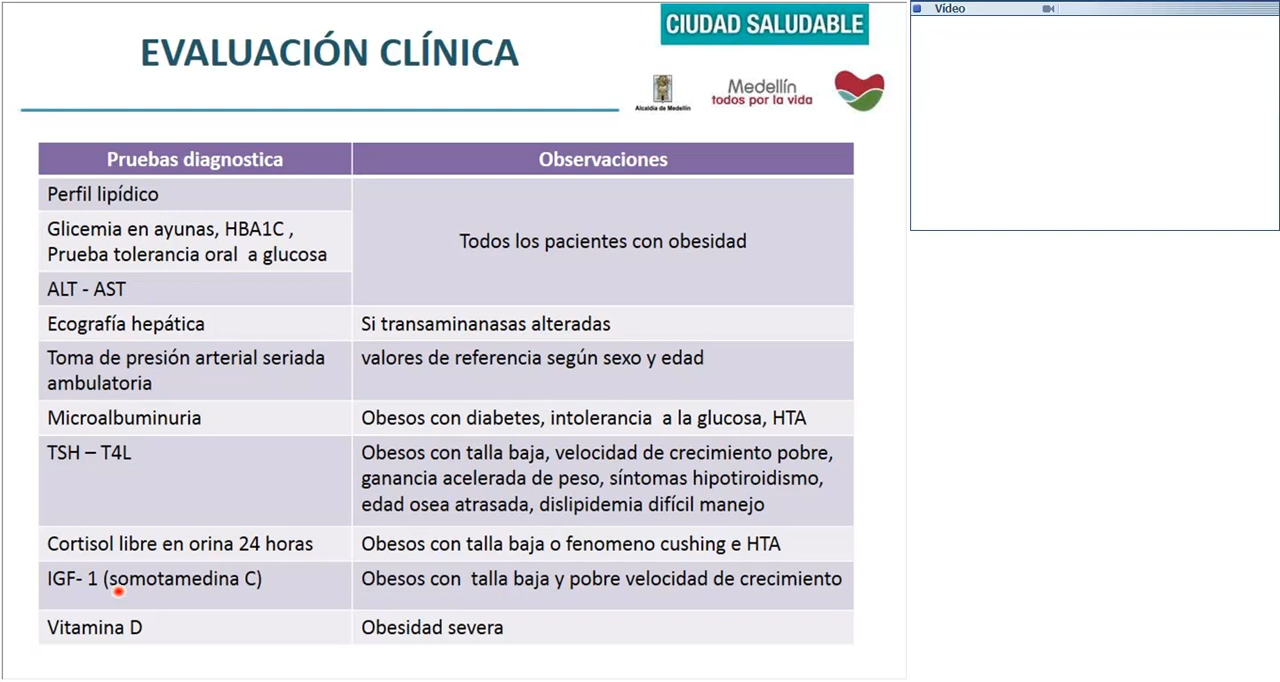 EVALUACIÓN CLÍNICA
CIUDAD SALUDABLE
Alcaldía de Medellín
Medellín
todos por la vida
Vídeo
Pruebas diagnostica
Observaciones
Perfil lipídico
Glicemia en ayunas, HBA1C ,
Prueba tolerancia oral a glucosa
ALT - AST
Todos los pacientes con obesidad
Ecografía hepática
Si transaminanasas alteradas
Toma de presión arterial seriada
ambulatoria
valores de referencia según sexo y edad
Microalbuminuria
Obesos con diabetes, intolerancia a la glucosa, HTA
TSH – T4L
Obesos con talla baja, velocidad de crecimiento pobre,
ganancia acelerada de peso, síntomas hipotiroidismo,
edad osea atrasada, dislipidemia difícil manejo
Cortisol libre en orina 24 horas
Obesos con talla baja o fenomeno cushing e HTA
IGF- 1 (somotamedina C)
Obesos con talla baja y pobre velocidad de crecimiento
Vitamina D
Obesidad severa